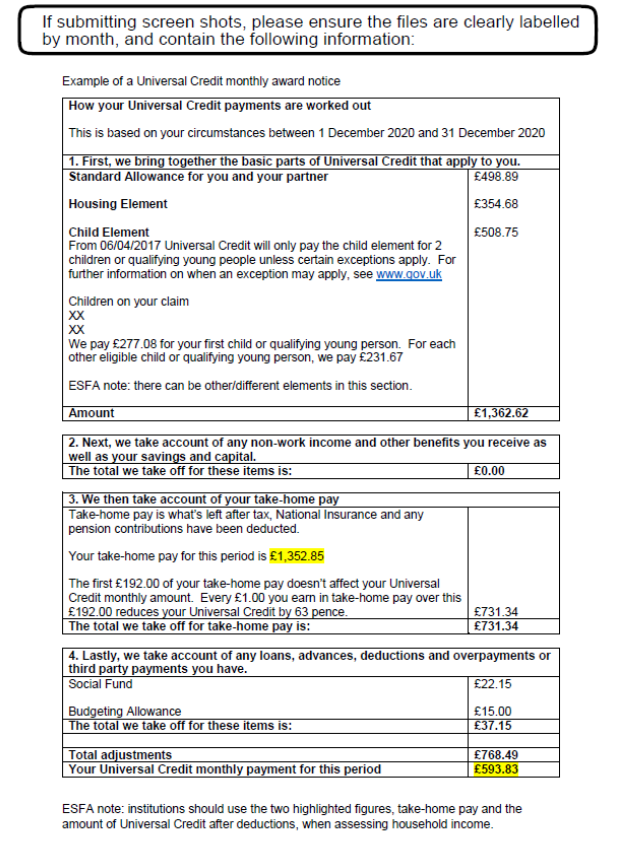 If submitting screen shots, please ensure the files are clearly labelled
by month, and contain the following information:
Example of a Universal Credit monthly award notice
How your Universal Credit payments are worked out
This is based on your circumstances between 1 December 2020 and 31 December 2020
1. First, we bring together the basic parts of Universal Credit that apply to you.
Standard Allowance for you and your partner £498.89
Housing Element £354.68
Child Element £508.75
From 06/04/2017 Universal Credit will only pay the child element for 2
children or qualifying young people unless certain exceptions apply. For
further information on when an exception may apply, see www.gov.uk
Children on your claim
XX
XX
We pay £277.08 for your first child or qualifying young person. For each
other eligible child or qualifying young person, we pay £231.67
ESFA note: there can be other/different elements in this section.
Amount £1,362.62
2. Next, we take account of any non-work income and other benefits you receive as
well as your savings and capital.
The total we take off for these items is: £0.00
3. We then take account of your take-home pay
Take-home pay is what's left after tax, National Insurance and any
pension contributions have been deducted.
Your take-home pay for this period is £1,352.85
The first £192.00 of your take-home pay doesn't affect your Universal
Credit monthly amount. Every £1.00 you earn in take-home pay over this
£192.00 reduces your Universal Credit by 63 pence. £731.34
The total we take off for take-home pay is: £731.34
4. Lastly, we take account of any loans, advances, deductions and overpayments or
third party payments you have.
Social Fund £22.15
Budgeting Allowance £15.00
The total we take off for these items is: £37.15
Total adjustments £768.49
Your Universal Credit monthly payment for this period £593.83
ESFA note: institutions should use the two highlighted figures, take-home pay and the
amount of Universal Credit after deductions, when assessing household income.